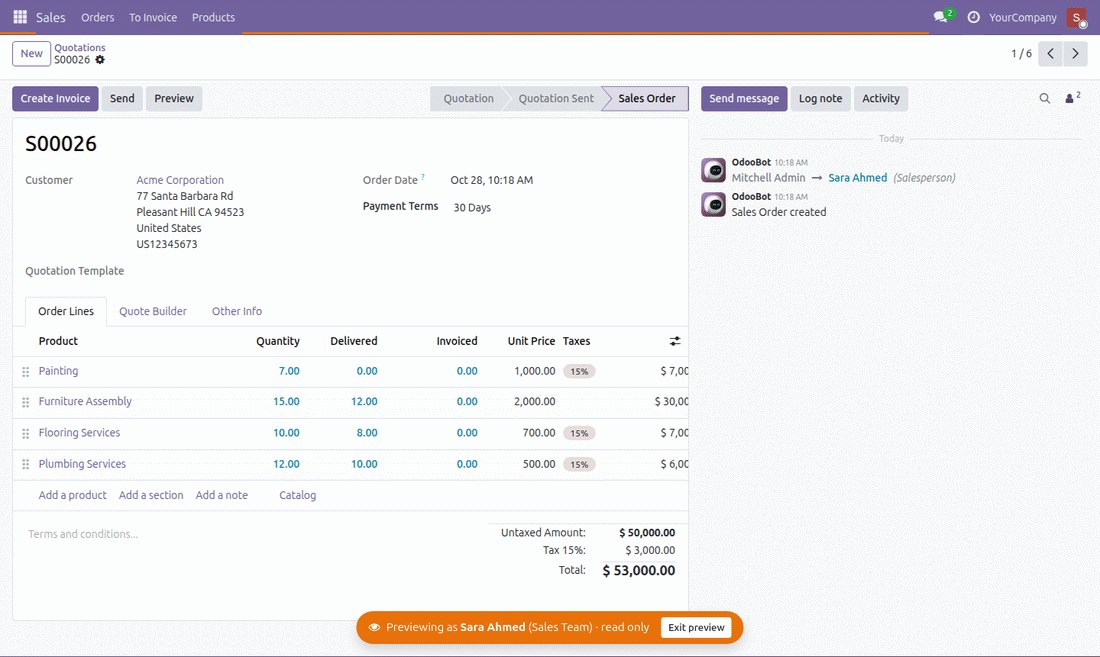 Sales Orders To Invoice Products 2 YourCompany S
New Quotations 1 / 6
S00026
Create Invoice Send Preview Quotation Quotation Sent Sales Order Send message Log note Activity 2
Today
S00026
OdooBot 10:18 AM
Mitchell Admin → Sara Ahmed (Salesperson)
OdooBot 10:18 AM
Sales Order created
Customer Acme Corporation Order Date ? Oct 28, 10:18 AM
77 Santa Barbara Rd
Pleasant Hill CA 94523 Payment Terms 30 Days
United States
US12345673
Quotation Template
Order Lines Quote Builder Other Info
Product Quantity Delivered Invoiced Unit Price Taxes
Painting 7.00 0.00 0.00 1,000.00 15% $ 7,00
Furniture Assembly 15.00 12.00 0.00 2,000.00 $ 30,00
Flooring Services 10.00 8.00 0.00 700.00 15% $ 7,00
Plumbing Services 12.00 10.00 0.00 500.00 15% $ 6,00
Add a product Add a section Add a note Catalog
Terms and conditions... Untaxed Amount: $ 50,000.00
Tax 15%: $ 3,000.00
Total: $ 53,000.00
Previewing as Sara Ahmed (Sales Team) · read only Exit preview